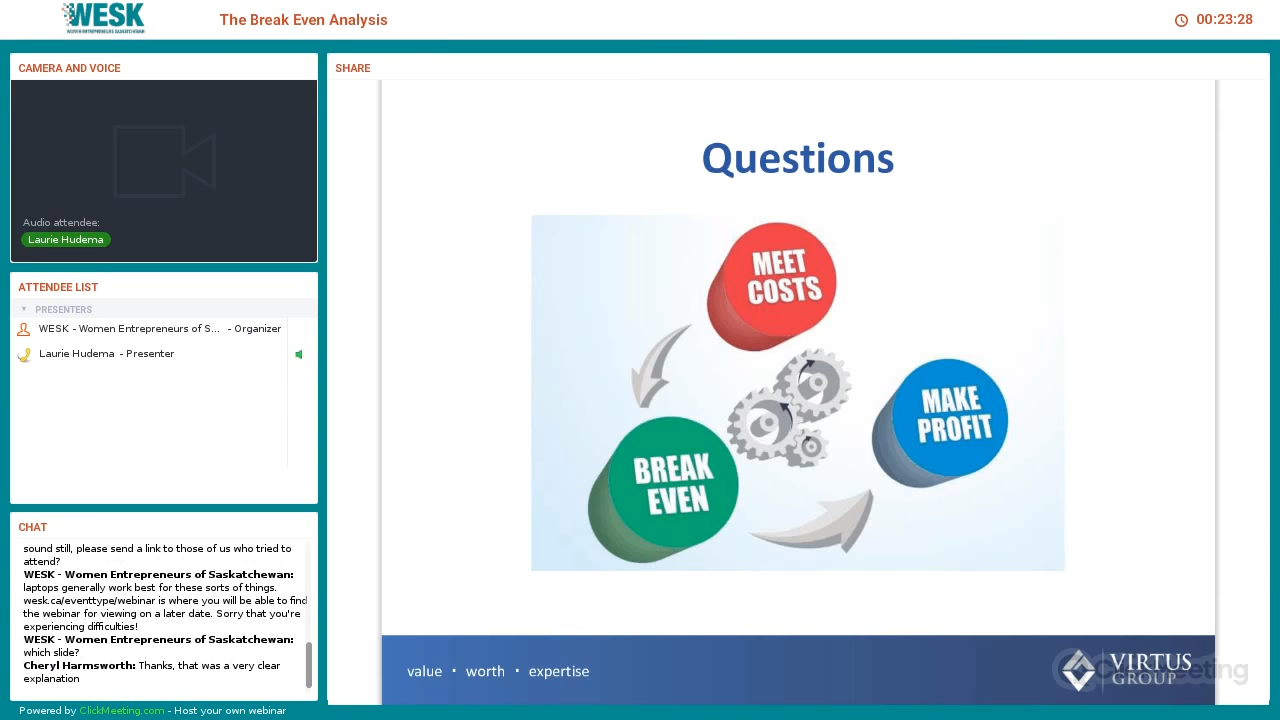 WESK
WOMEN ENTREPRENEURS SASKATCHEWAN
The Break Even Analysis
00:23:28
CAMERA AND VOICE
Audio attendee:
Laurie Hudema
ATTENDEE LIST
PRESENTERS
WESK - Women Entrepreneurs of S... - Organizer
Laurie Hudema - Presenter
CHAT
sound still, please send a link to those of us who tried to
attend?
WESK - Women Entrepreneurs of Saskatchewan:
laptops generally work best for these sorts of things.
wesk.ca/eventtype/webinar is where you will be able to find
the webinar for viewing on a later date. Sorry that you're
experiencing difficulties!
WESK - Women Entrepreneurs of Saskatchewan:
which slide?
Cheryl Harmsworth: Thanks, that was a very clear
explanation
Powered by ClickMeeting.com - Host your own webinar
SHARE
Questions
MEET
COSTS
MAKE
PROFIT
BREAK
EVEN
value • worth • expertise
VIRTUS
GROUP